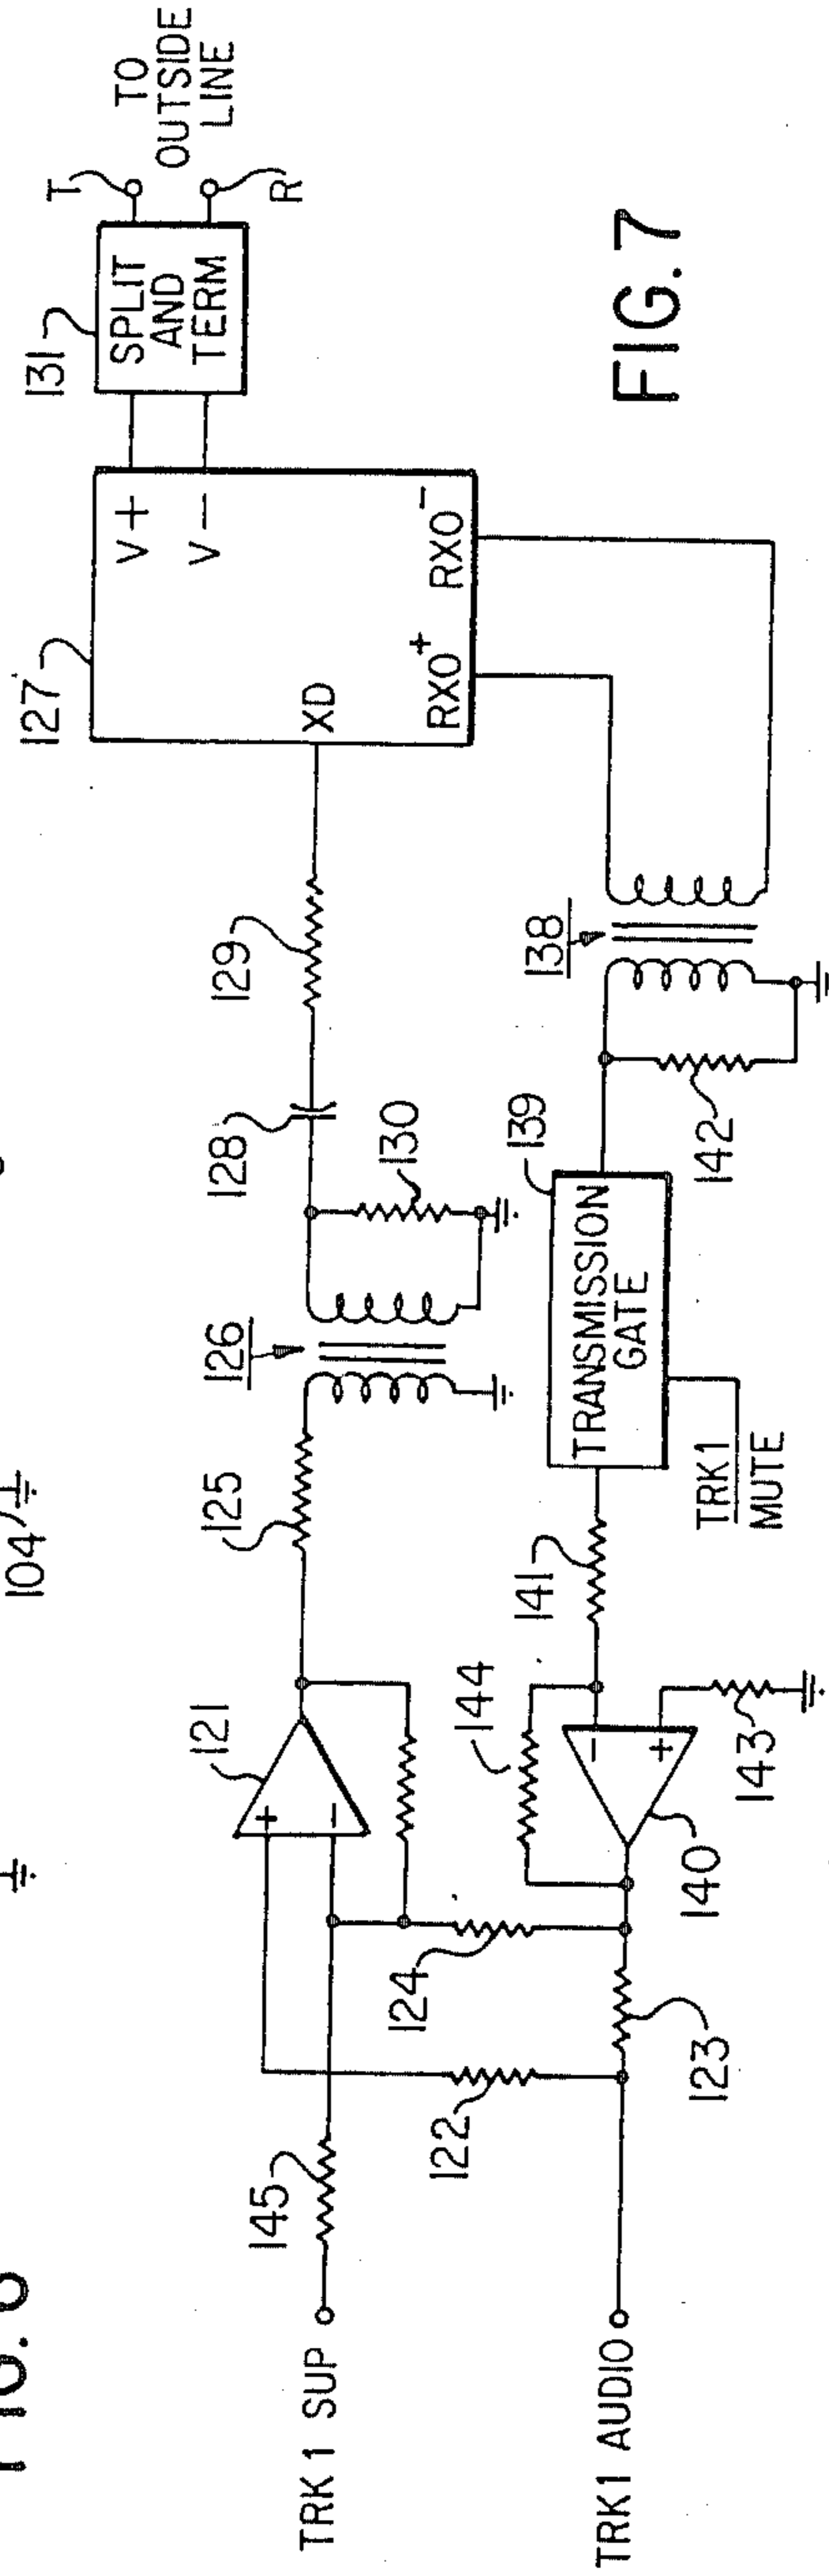 FIG. 6
104
TRK 1 SUP
145
122
124
121
+
−
125
126
128
130
129
127
XD
V+
V−
RXO+
RXO−
131
SPLIT
AND
TERM
T
R
TO
OUTSIDE
LINE
TRK1 AUDIO
123
140
144
−
+
143
141
TRANSMISSION
GATE
139
TRK1
MUTE
142
138
FIG. 7